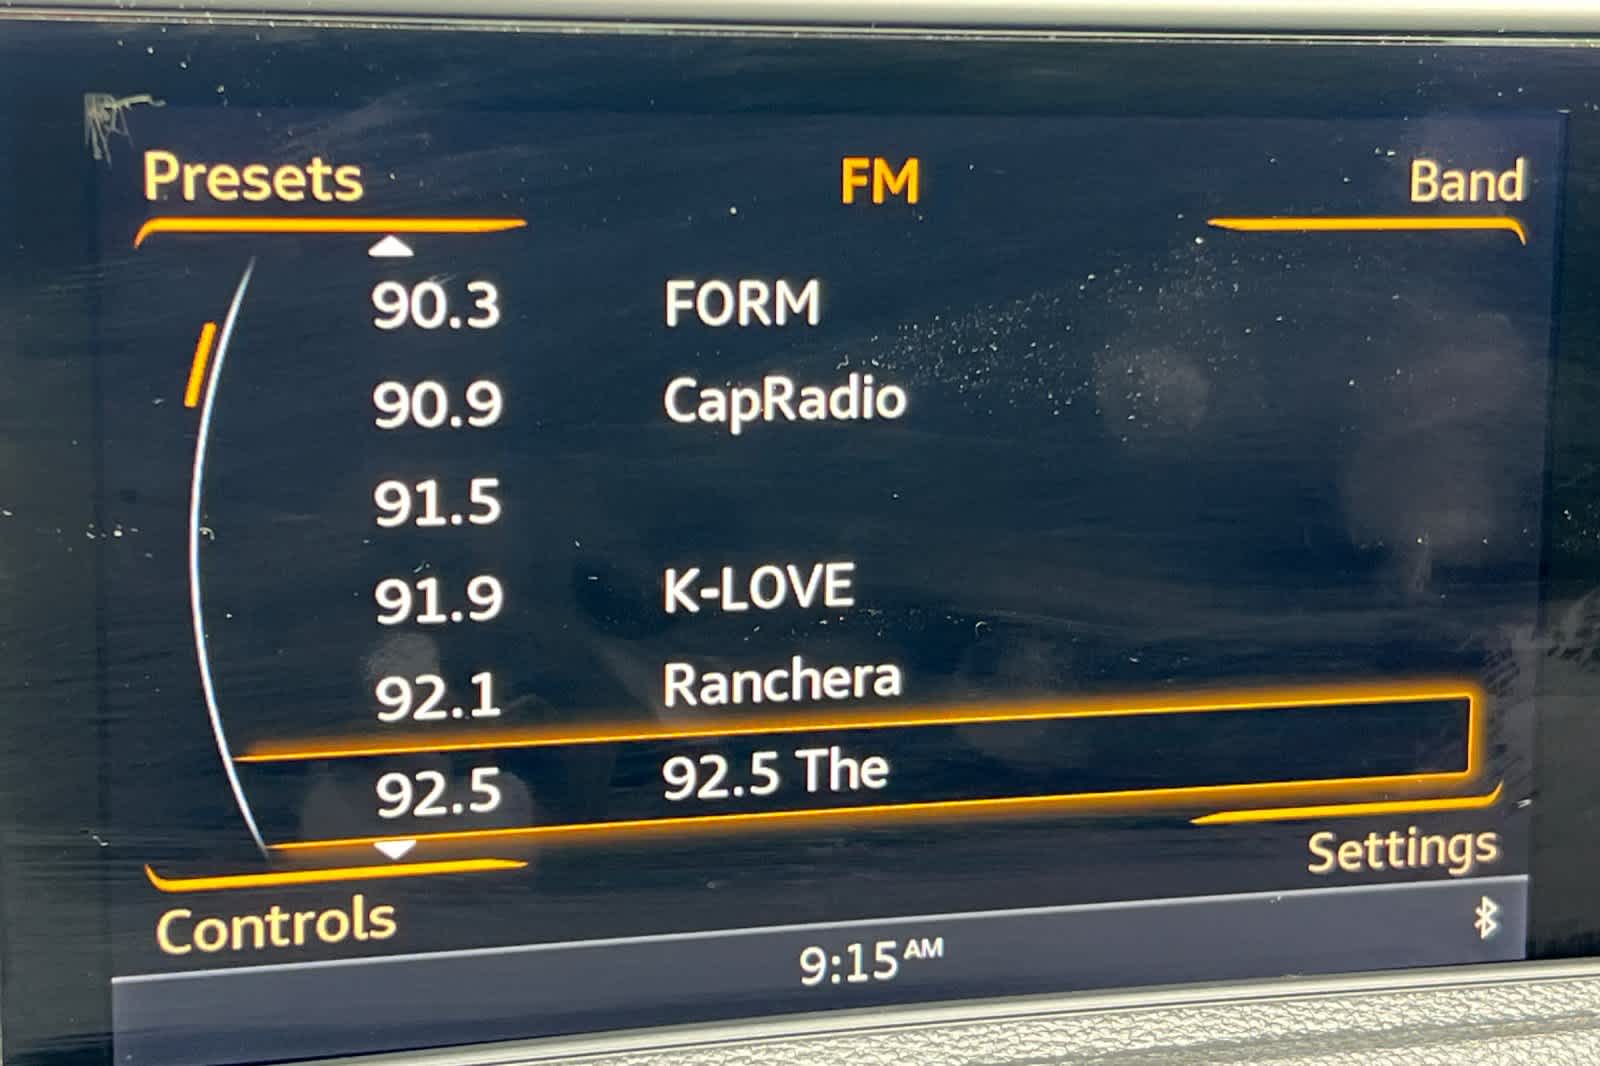 Presets FM Band
90.3 FORM
90.9 CapRadio
91.5
91.9 K-LOVE
92.1 Ranchera
92.5 92.5 The
Settings
Controls
9:15 AM